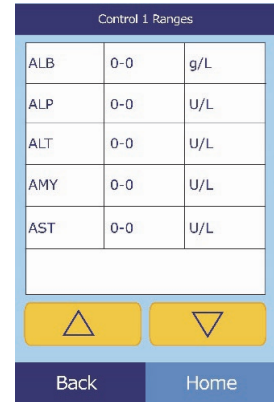 Control 1 Ranges
ALB 0-0 g/L
ALP 0-0 U/L
ALT 0-0 U/L
AMY 0-0 U/L
AST 0-0 U/L
Back Home